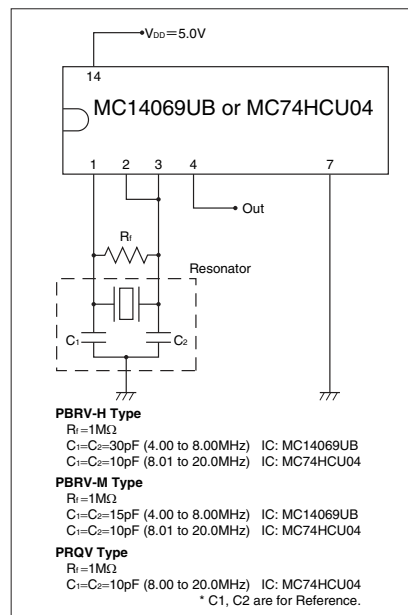 VDD=5.0V
14
MC14069UB or MC74HCU04
1 2 3 4 7
Out
Rf
Resonator
C1 C2
PBRV-H Type
Rf=1MΩ
C1=C2=30pF (4.00 to 8.00MHz) IC: MC14069UB
C1=C2=10pF (8.01 to 20.0MHz) IC: MC74HCU04
PBRV-M Type
Rf=1MΩ
C1=C2=15pF (4.00 to 8.00MHz) IC: MC14069UB
C1=C2=10pF (8.01 to 20.0MHz) IC: MC74HCU04
PRQV Type
Rf=1MΩ
C1=C2=10pF (8.00 to 20.0MHz) IC: MC74HCU04
* C1, C2 are for Reference.